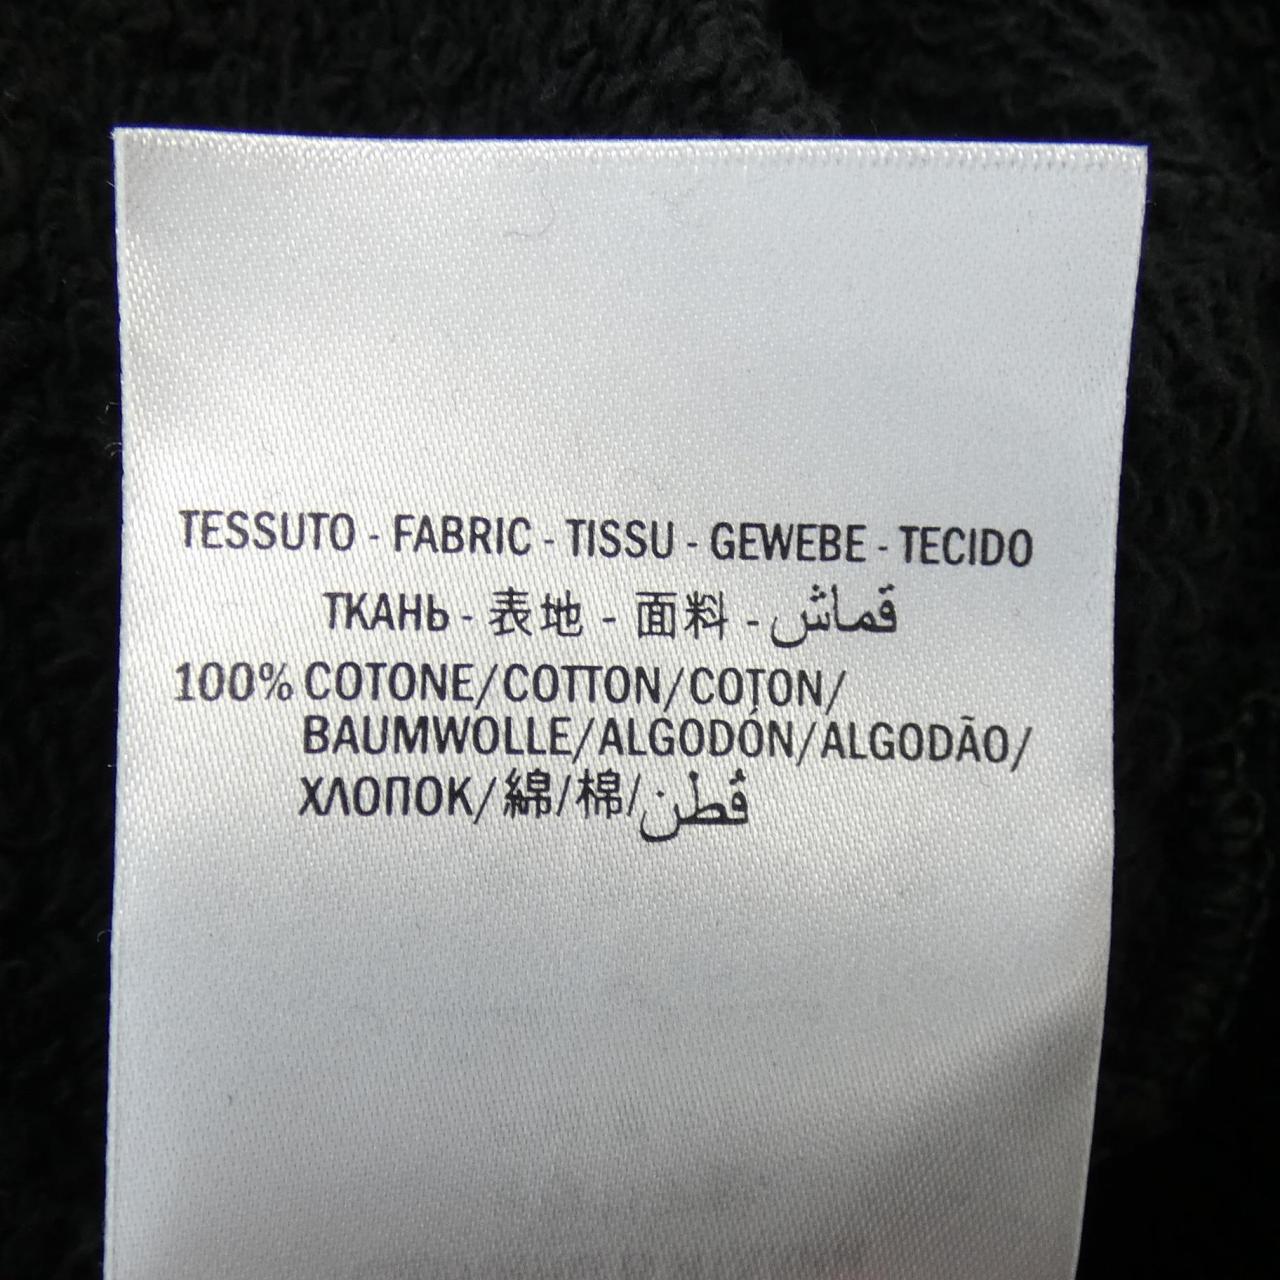 TESSUTO - FABRIC - TISSU - GEWEBE - TECIDO
ТКАНЬ - 表地 - 面料 - قماش
100% COTONE/COTTON/COTON/
BAUMWOLLE/ALGODÓN/ALGODÃO/
ХЛОПОК/綿/棉/قطن